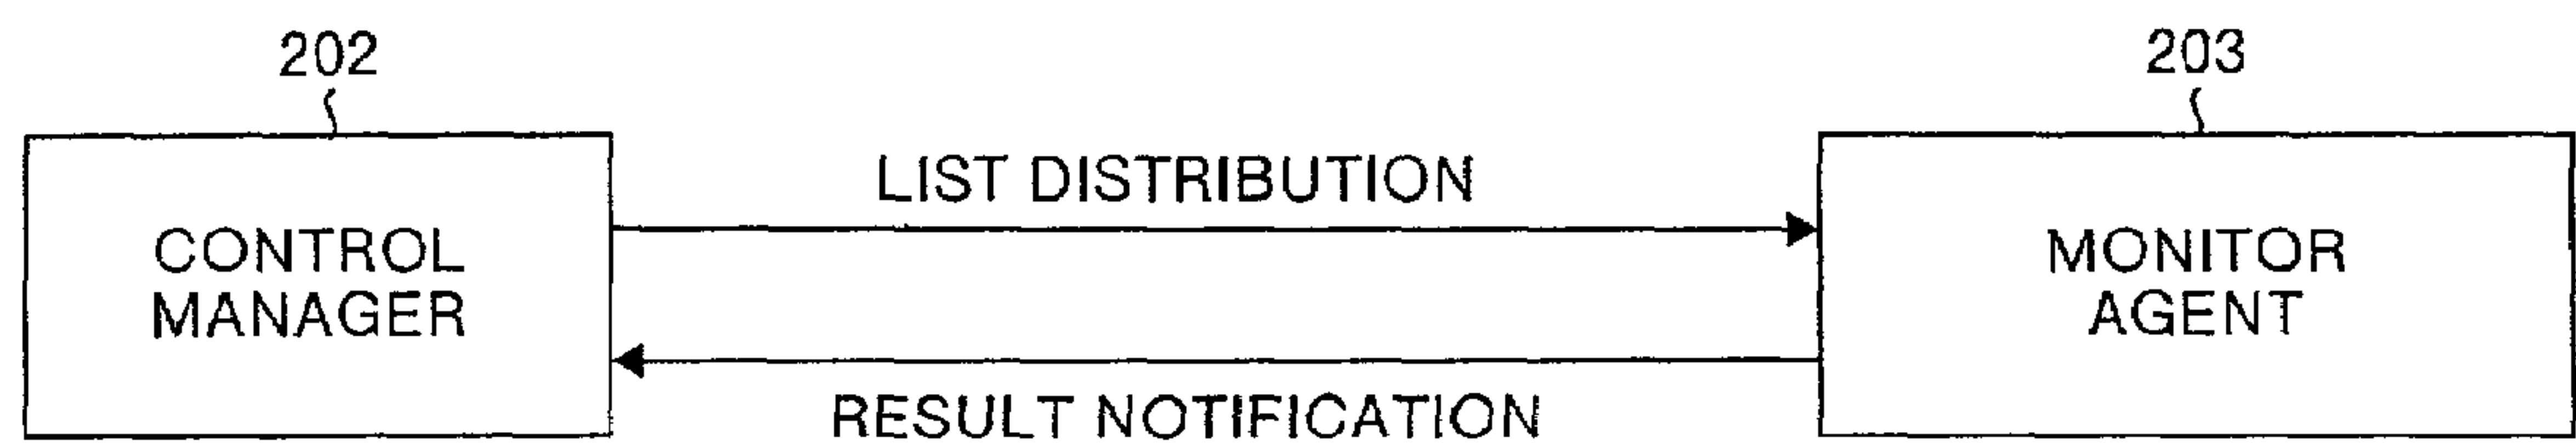 202
203
LIST DISTRIBUTION
CONTROL
MANAGER
MONITOR
AGENT
RESULT NOTIFICATION